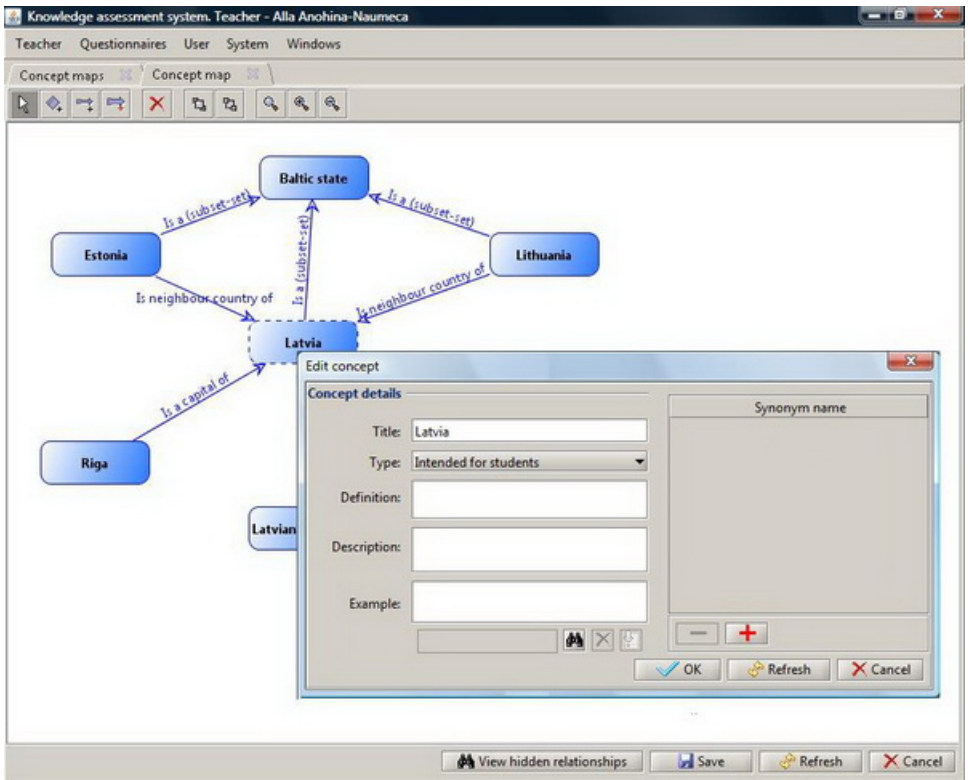 Knowledge assessment system. Teacher - Alla Anohina-Naumeca
Teacher Questionnaires User System Windows
Concept maps Concept map
Baltic state
Is a (subset-set)
Is a (subset-set)
Is a (subset-set)
Estonia
Lithuania
Is neighbour country of
Is neighbour country of
Latvia
Is a capital of
Riga
Latvian
Edit concept
Concept details
Title: Latvia
Type: Intended for students
Definition:
Description:
Example:
Synonym name
OK Refresh Cancel
View hidden relationships Save Refresh Cancel